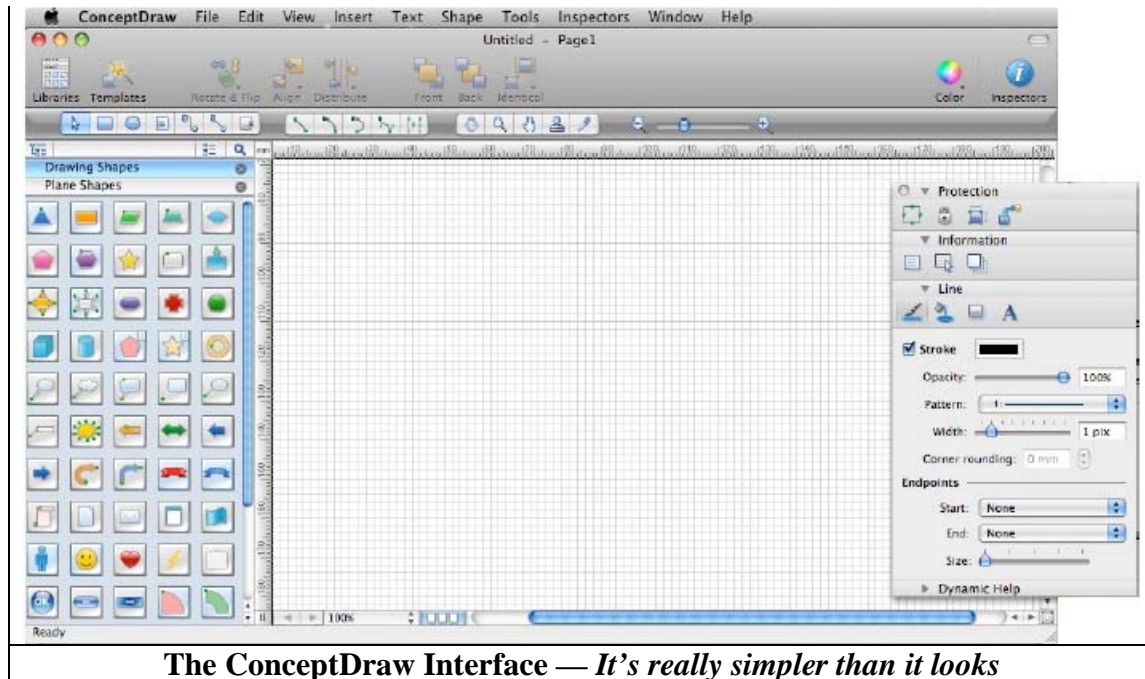 ConceptDraw File Edit View Insert Text Shape Tools Inspectors Window Help
Untitled - Page1
Libraries Templates Rotate & Flip Align Distribute Front Back Identical Color Inspectors
Drawing Shapes
Plane Shapes
mm
Protection
Information
Line
A
Stroke
Opacity: 100%
Pattern: 1:
Width: 1 pix
Corner rounding: 0 mm
Endpoints
Start: None
End: None
Size:
Dynamic Help
OK
100%
Ready
The ConceptDraw Interface — It's really simpler than it looks